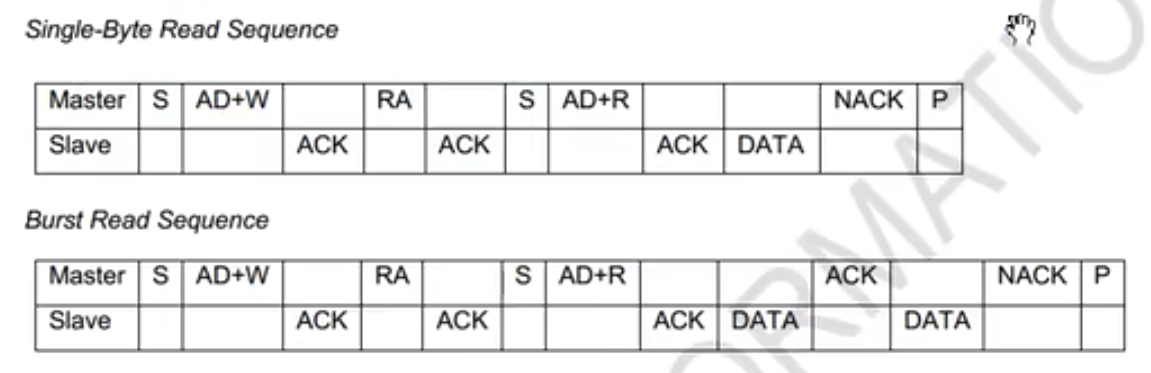 Single-Byte Read Sequence
Master S AD+W RA S AD+R NACK P
Slave ACK ACK ACK DATA
Burst Read Sequence
Master S AD+W RA S AD+R ACK NACK P
Slave ACK ACK ACK DATA DATA